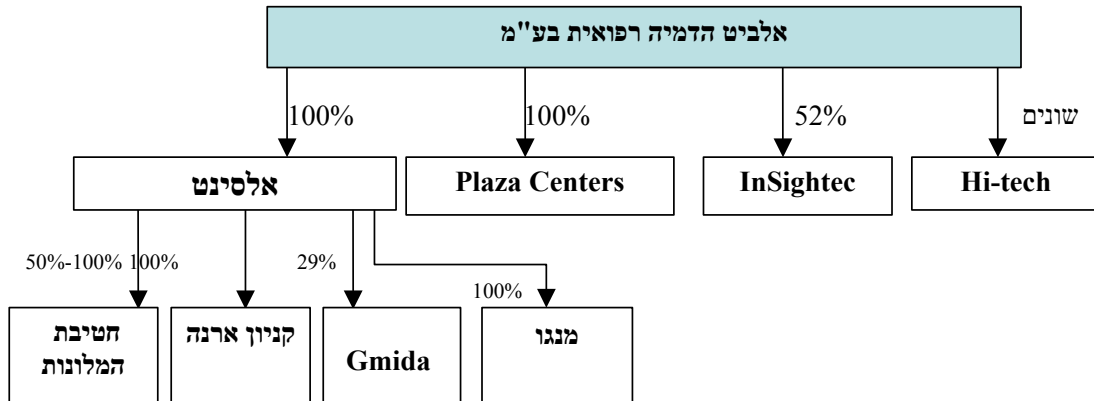 אלביט הדמיה רפואית בע"מ
100%
100%
52%
שונים
אלסינט
Plaza Centers
InSightec
Hi-tech
50%-100% 100%
29%
100%
חטיבת
המלונות
קניון ארנה
Gmida
מנגו